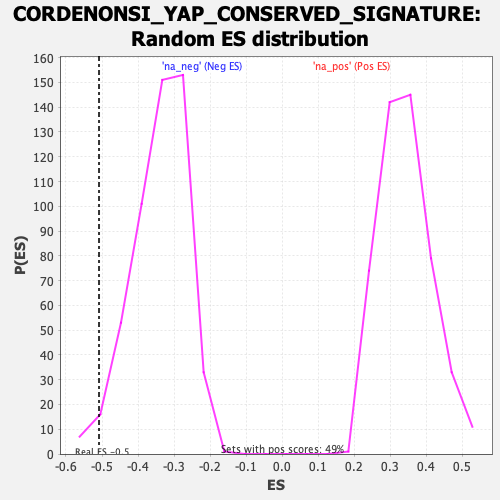 CORDENONSI_YAP_CONSERVED_SIGNATURE:
Random ES distribution
'na_neg' (Neg ES) 'na_pos' (Pos ES)
160
150
140
130
120
110
100
90
80
70
60
50
40
30
20
10
0
P(ES)
Real ES -0.5
Sets with pos scores: 49%
-0.6 -0.5 -0.4 -0.3 -0.2 -0.1 0.0 0.1 0.2 0.3 0.4 0.5
ES